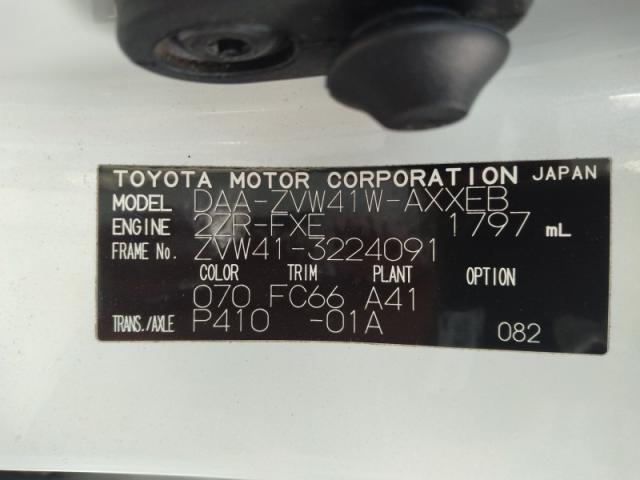 TOYOTA MOTOR CORPORATION JAPAN
MODEL DAA-ZVW41W-AXXEB
ENGINE 2ZR-FXE 1797 mL
FRAME No. ZVW41-3224091
COLOR TRIM PLANT OPTION
070 FC66 A41
TRANS./AXLE P410 -01A 082